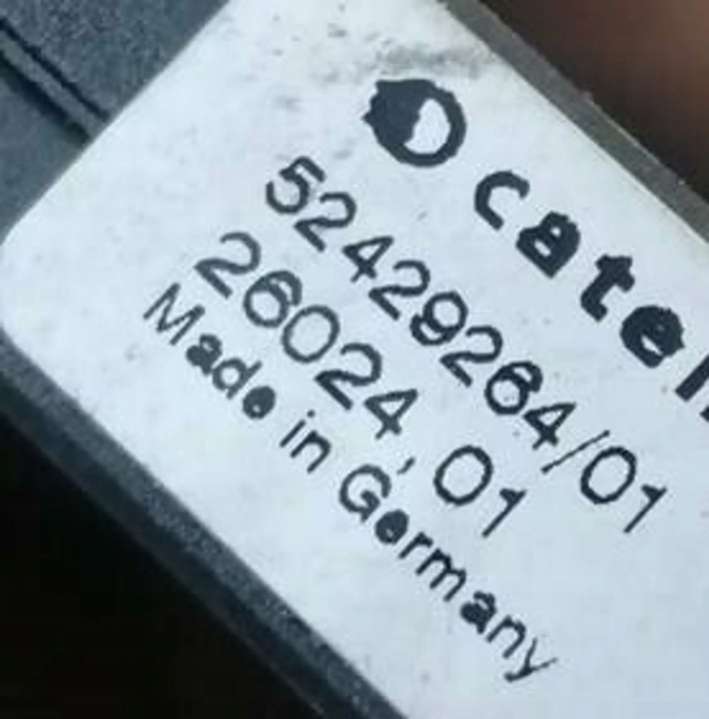 cate
52429264/01
26024, 01
Made in Germany